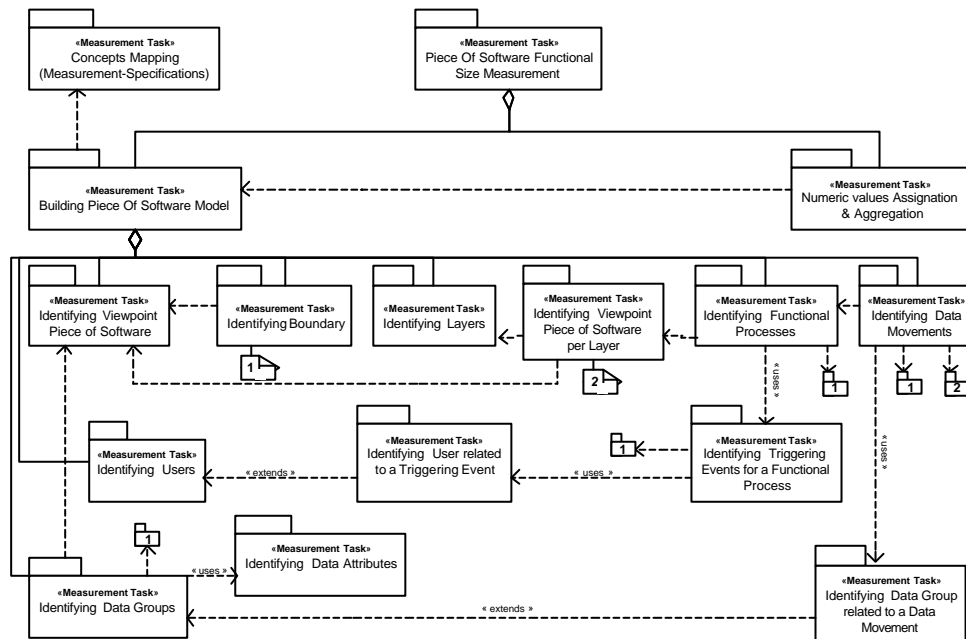 «Measurement Task»
Concepts Mapping
(Measurement-Specifications)
«Measurement Task»
Piece Of Software Functional
Size Measurement
«Measurement Task»
Building Piece Of Software Model
«Measurement Task»
Numeric values Assignation
& Aggregation
«Measurement Task»
Identifying Viewpoint
Piece of Software
«Measurement Task»
Identifying Boundary
1
«Measurement Task»
Identifying Layers
«Measurement Task»
Identifying Viewpoint
Piece of Software
per Layer
2
«Measurement Task»
Identifying Functional
Processes
1
«Measurement Task»
Identifying Data
Movements
1
2
« uses »
« uses »
«Measurement Task»
Identifying Users
« extends »
«Measurement Task»
Identifying User related
to a Triggering Event
« uses »
1
«Measurement Task»
Identifying Triggering
Events for a Functional
Process
1
«Measurement Task»
Identifying Data Groups
« uses »
«Measurement Task»
Identifying Data Attributes
« extends »
«Measurement Task»
Identifying Data Group
related to a Data
Movement